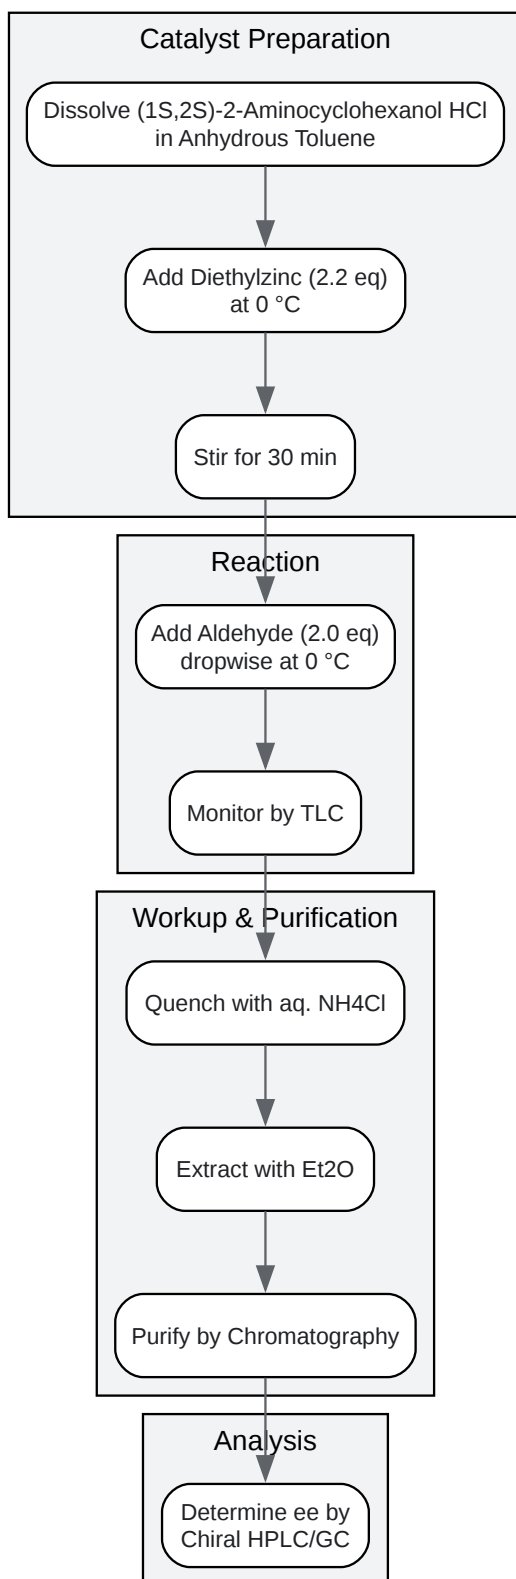 Catalyst Preparation
Dissolve (1S,2S)-2-Aminocyclohexanol HCl
in Anhydrous Toluene
Add Diethylzinc (2.2 eq)
at 0 °C
Stir for 30 min
Reaction
Add Aldehyde (2.0 eq)
dropwise at 0 °C
Monitor by TLC
Workup & Purification
Quench with aq. NH4Cl
Extract with Et2O
Purify by Chromatography
Analysis
Determine ee by
Chiral HPLC/GC